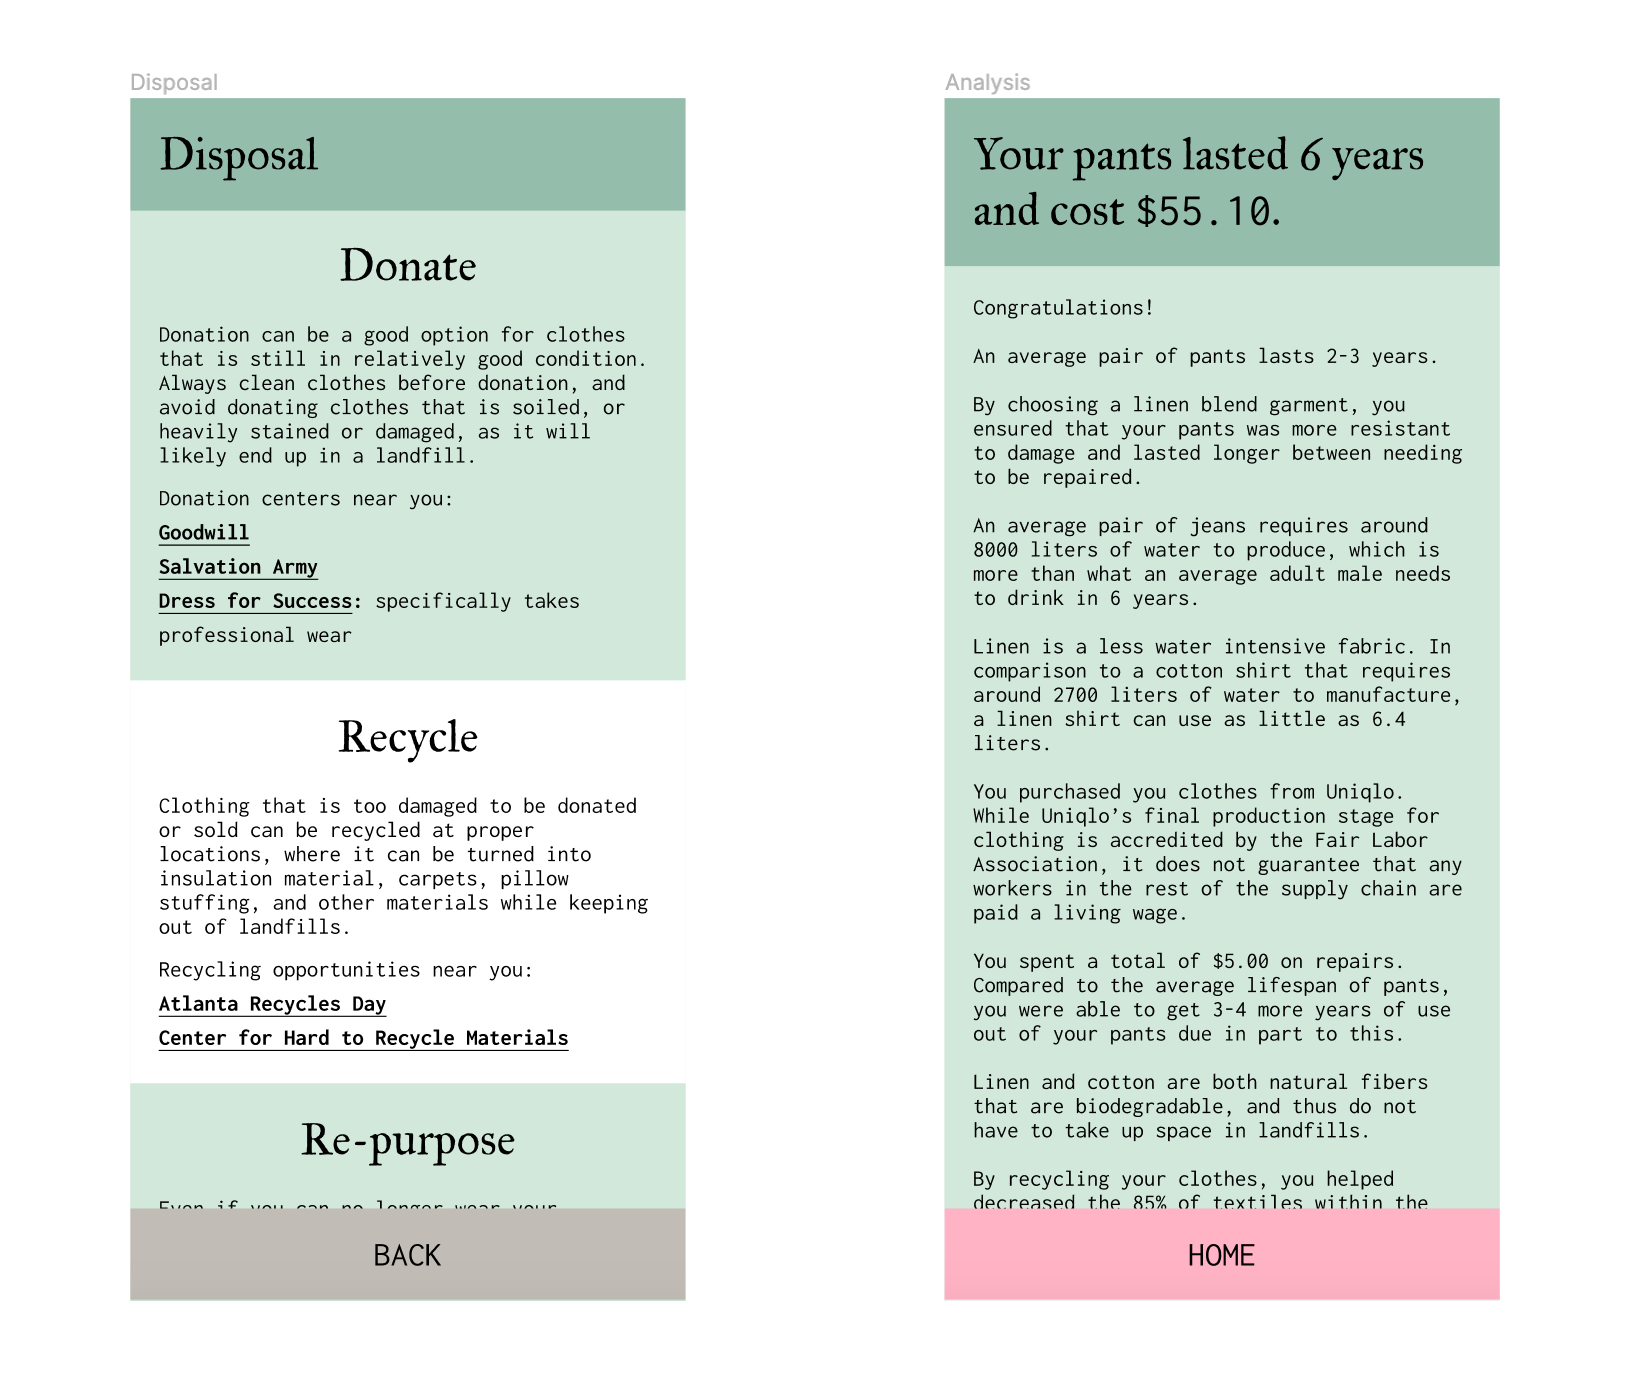 Disposal
Disposal
Donate
Donation can be a good option for clothes
that is still in relatively good condition.
Always clean clothes before donation, and
avoid donating clothes that is soiled, or
heavily stained or damaged, as it will
likely end up in a landfill.
Donation centers near you:
Goodwill
Salvation Army
Dress for Success: specifically takes
professional wear
Recycle
Clothing that is too damaged to be donated
or sold can be recycled at proper
locations, where it can be turned into
insulation material, carpets, pillow
stuffing, and other materials while keeping
out of landfills.
Recycling opportunities near you:
Atlanta Recycles Day
Center for Hard to Recycle Materials
Re-purpose
Even if you can no longer wear your
BACK
Analysis
Your pants lasted 6 years
and cost $55.10.
Congratulations!
An average pair of pants lasts 2-3 years.
By choosing a linen blend garment, you
ensured that your pants was more resistant
to damage and lasted longer between needing
to be repaired.
An average pair of jeans requires around
8000 liters of water to produce, which is
more than what an average adult male needs
to drink in 6 years.
Linen is a less water intensive fabric. In
comparison to a cotton shirt that requires
around 2700 liters of water to manufacture,
a linen shirt can use as little as 6.4
liters.
You purchased you clothes from Uniqlo.
While Uniqlo’s final production stage for
clothing is accredited by the Fair Labor
Association, it does not guarantee that any
workers in the rest of the supply chain are
paid a living wage.
You spent a total of $5.00 on repairs.
Compared to the average lifespan of pants,
you were able to get 3-4 more years of use
out of your pants due in part to this.
Linen and cotton are both natural fibers
that are biodegradable, and thus do not
have to take up space in landfills.
By recycling your clothes, you helped
decreased the 85% of textiles within the
HOME